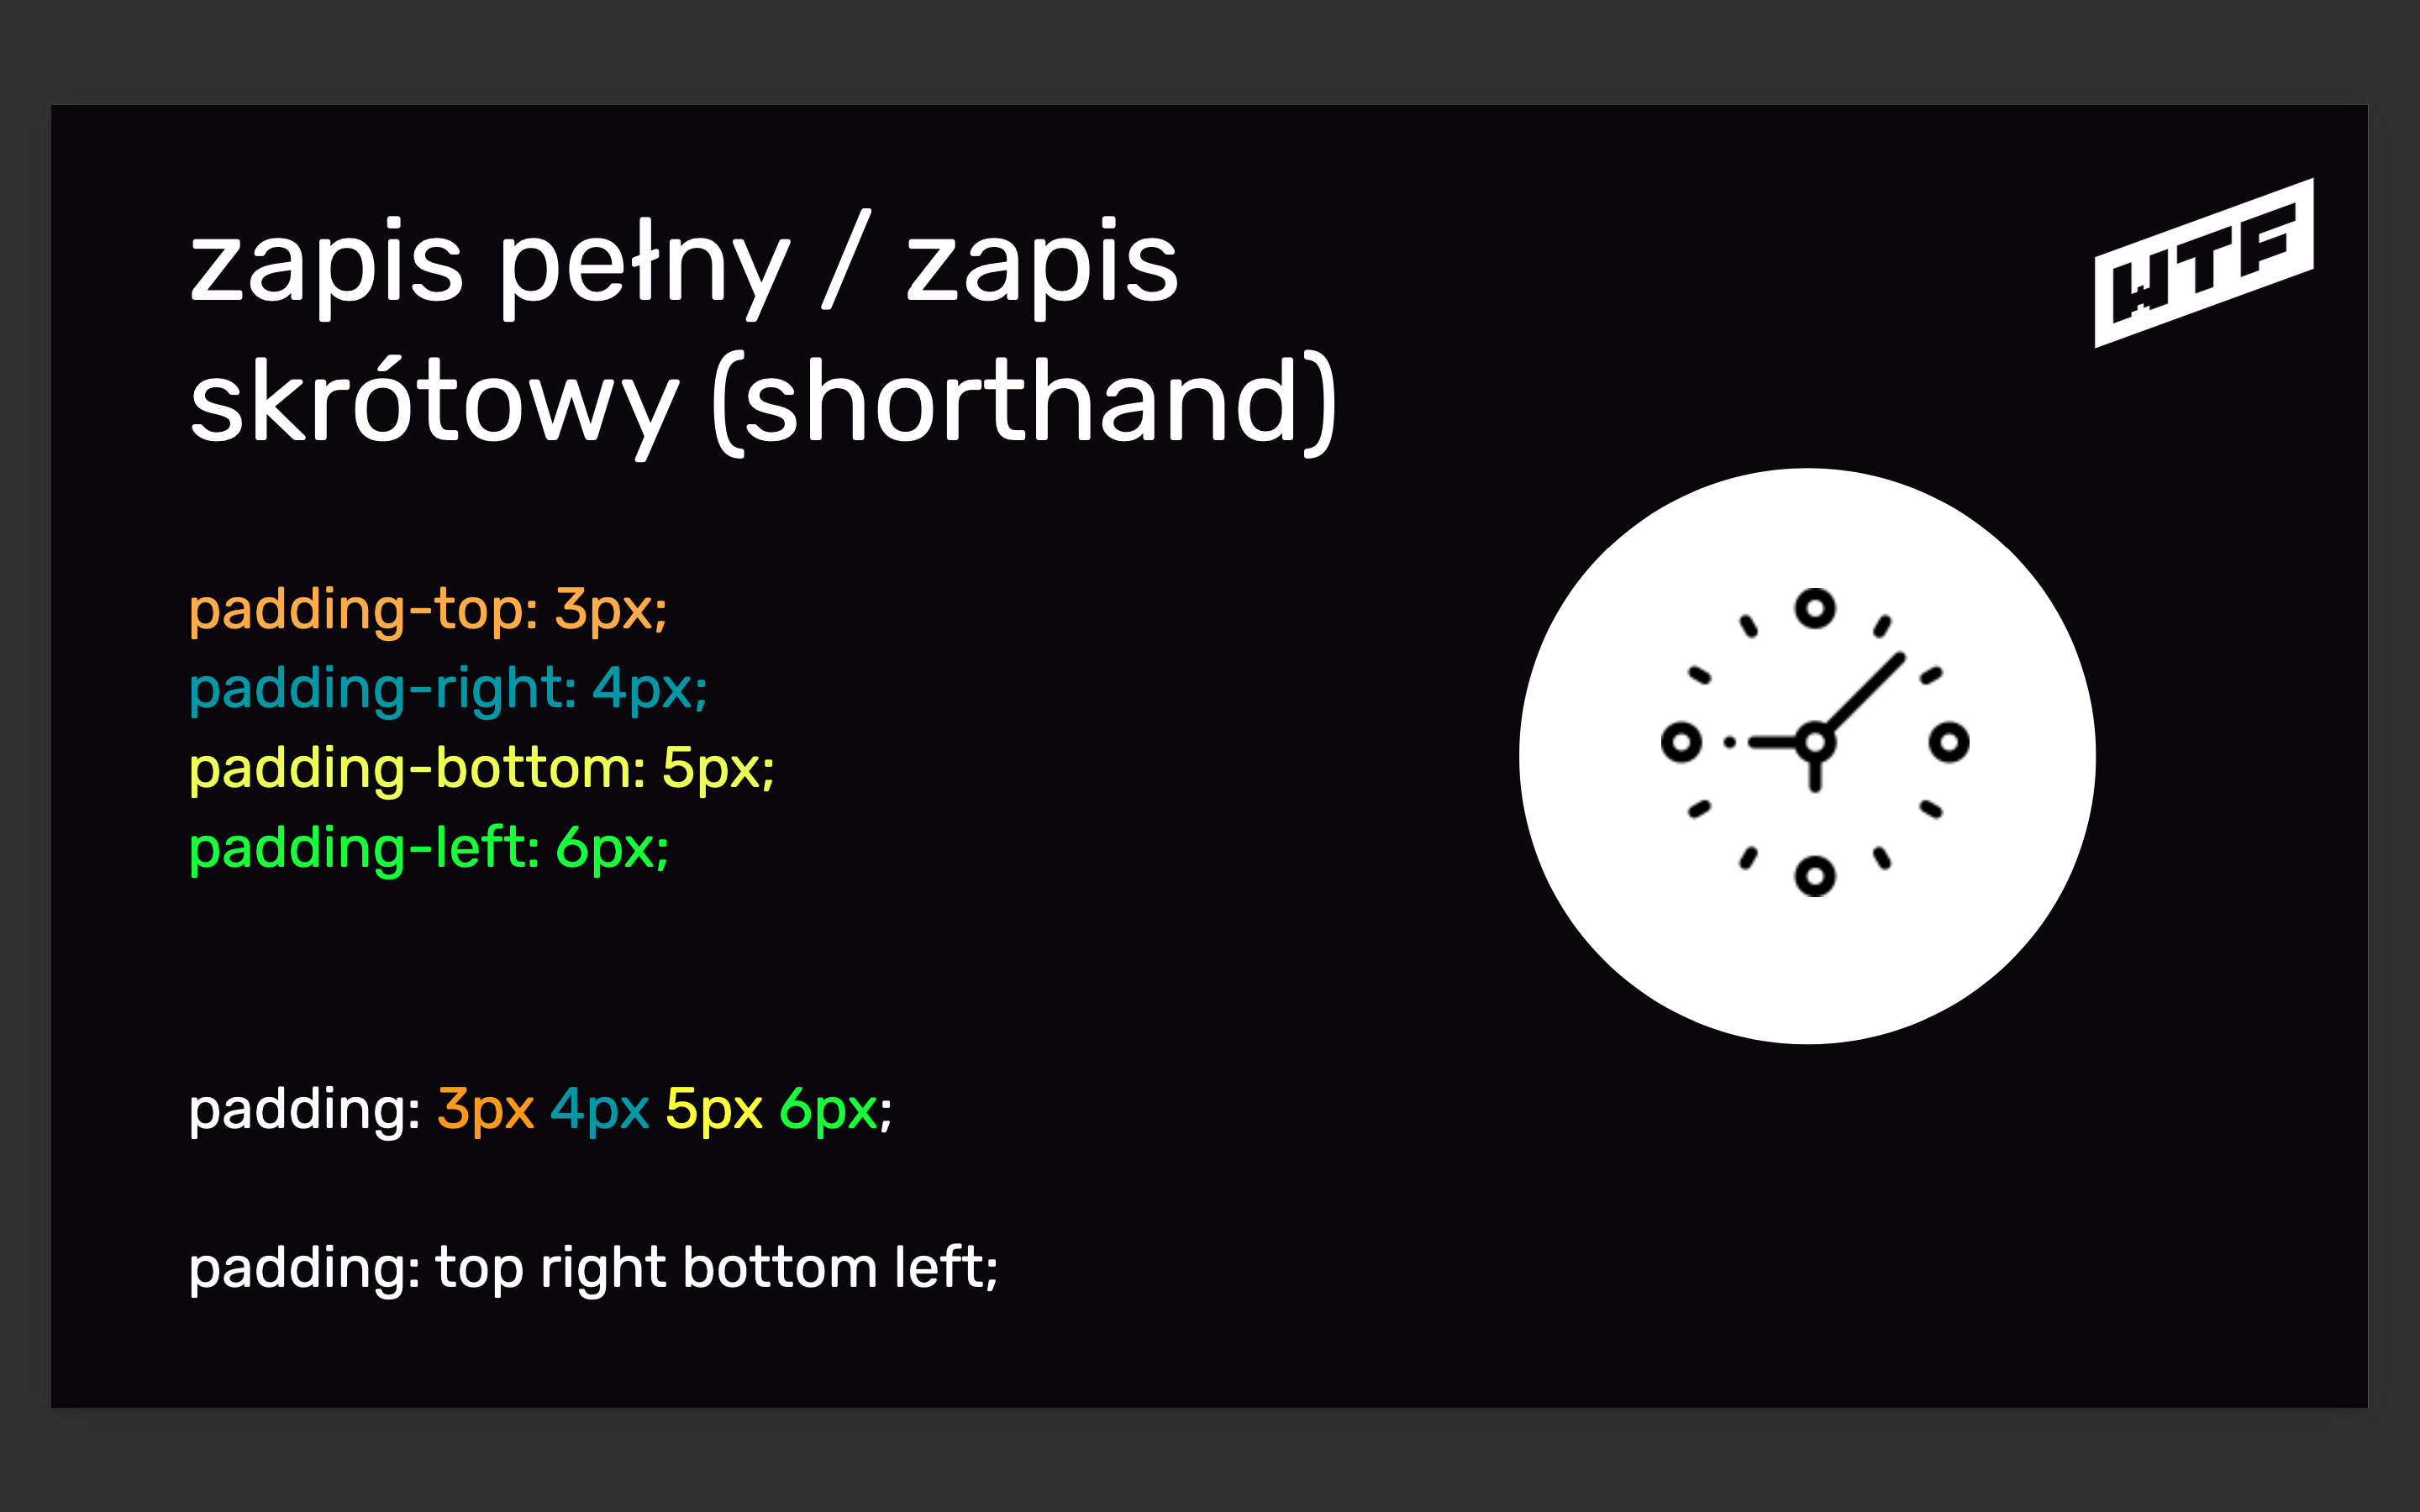 zapis pełny / zapis
skrótowy (shorthand)
WTF
padding-top: 3px;
padding-right: 4px;
padding-bottom: 5px;
padding-left: 6px;
padding: 3px 4px 5px 6px;
padding: top right bottom left;